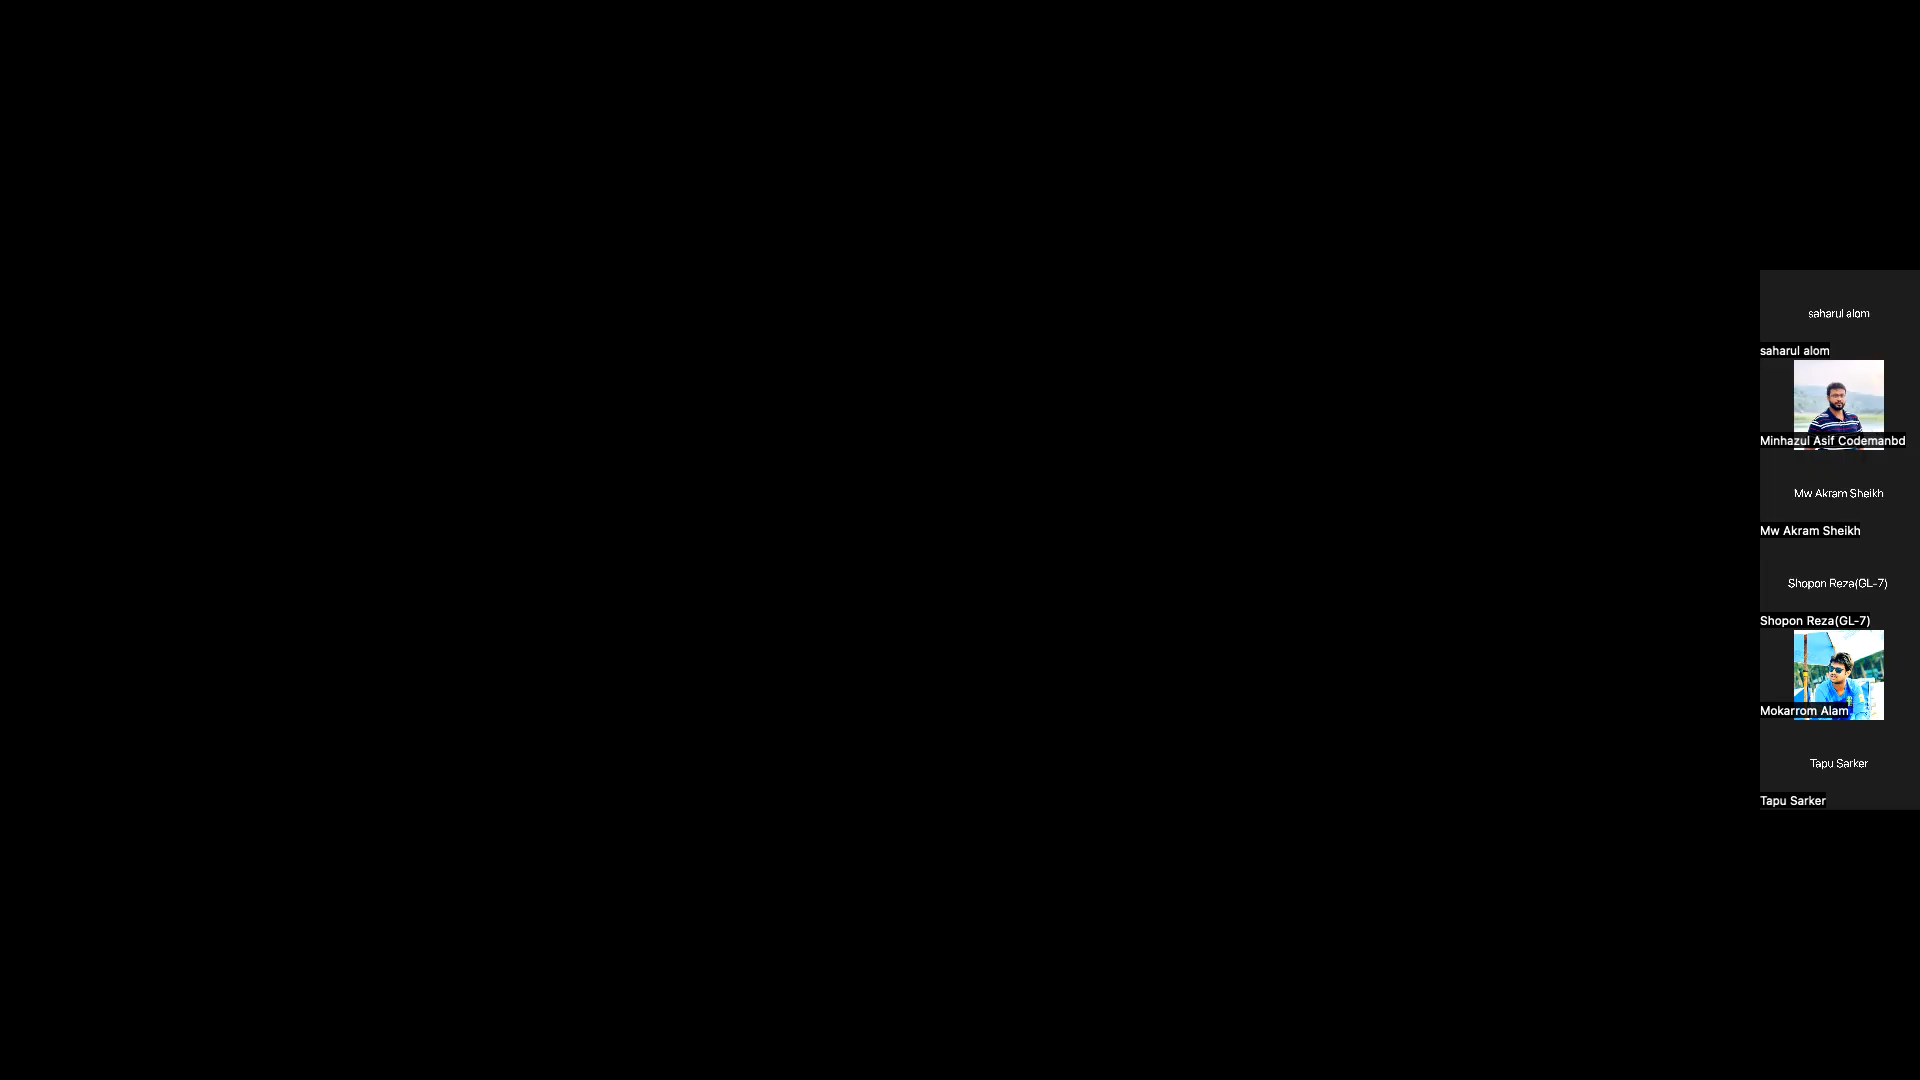 saharul alom
saharul alom
Minhazul Asif Codemanbd
Mw Akram Sheikh
Mw Akram Sheikh
Shopon Reza(GL-7)
Shopon Reza(GL-7)
Mokarrom Alam
Tapu Sarker
Tapu Sarker